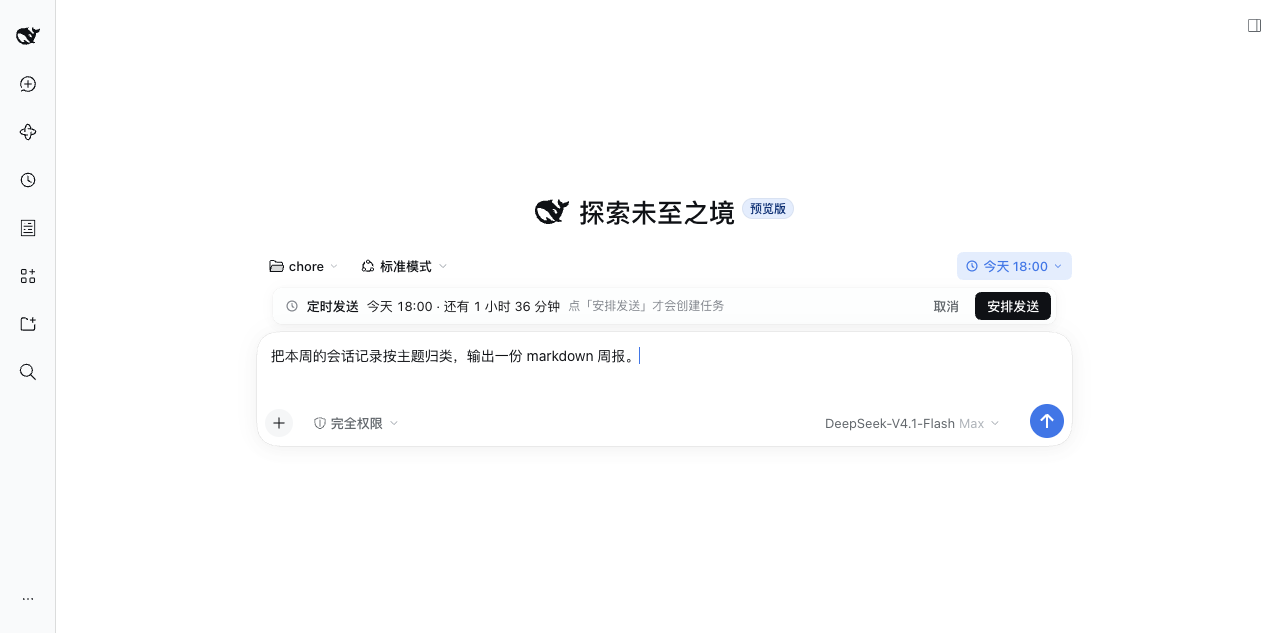 探索未至之境 预览版
chore 标准模式 今天 18:00
定时发送 今天 18:00 · 还有 1 小时 36 分钟 点「安排发送」才会创建任务 取消 安排发送
把本周的会话记录按主题归类，输出一份 markdown 周报。
完全权限 DeepSeek-V4.1-Flash Max